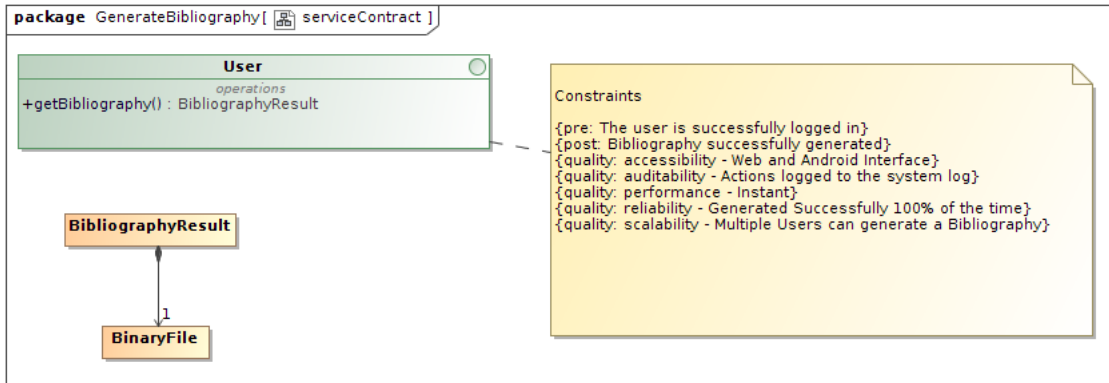 package GenerateBibliography[ serviceContract ]
User
operations
+getBibliography() : BibliographyResult
Constraints
{pre: The user is successfully logged in}
{post: Bibliography successfully generated}
{quality: accessibility - Web and Android Interface}
{quality: auditability - Actions logged to the system log}
{quality: performance - Instant}
{quality: reliability - Generated Successfully 100% of the time}
{quality: scalability - Multiple Users can generate a Bibliography}
BibliographyResult
1
BinaryFile